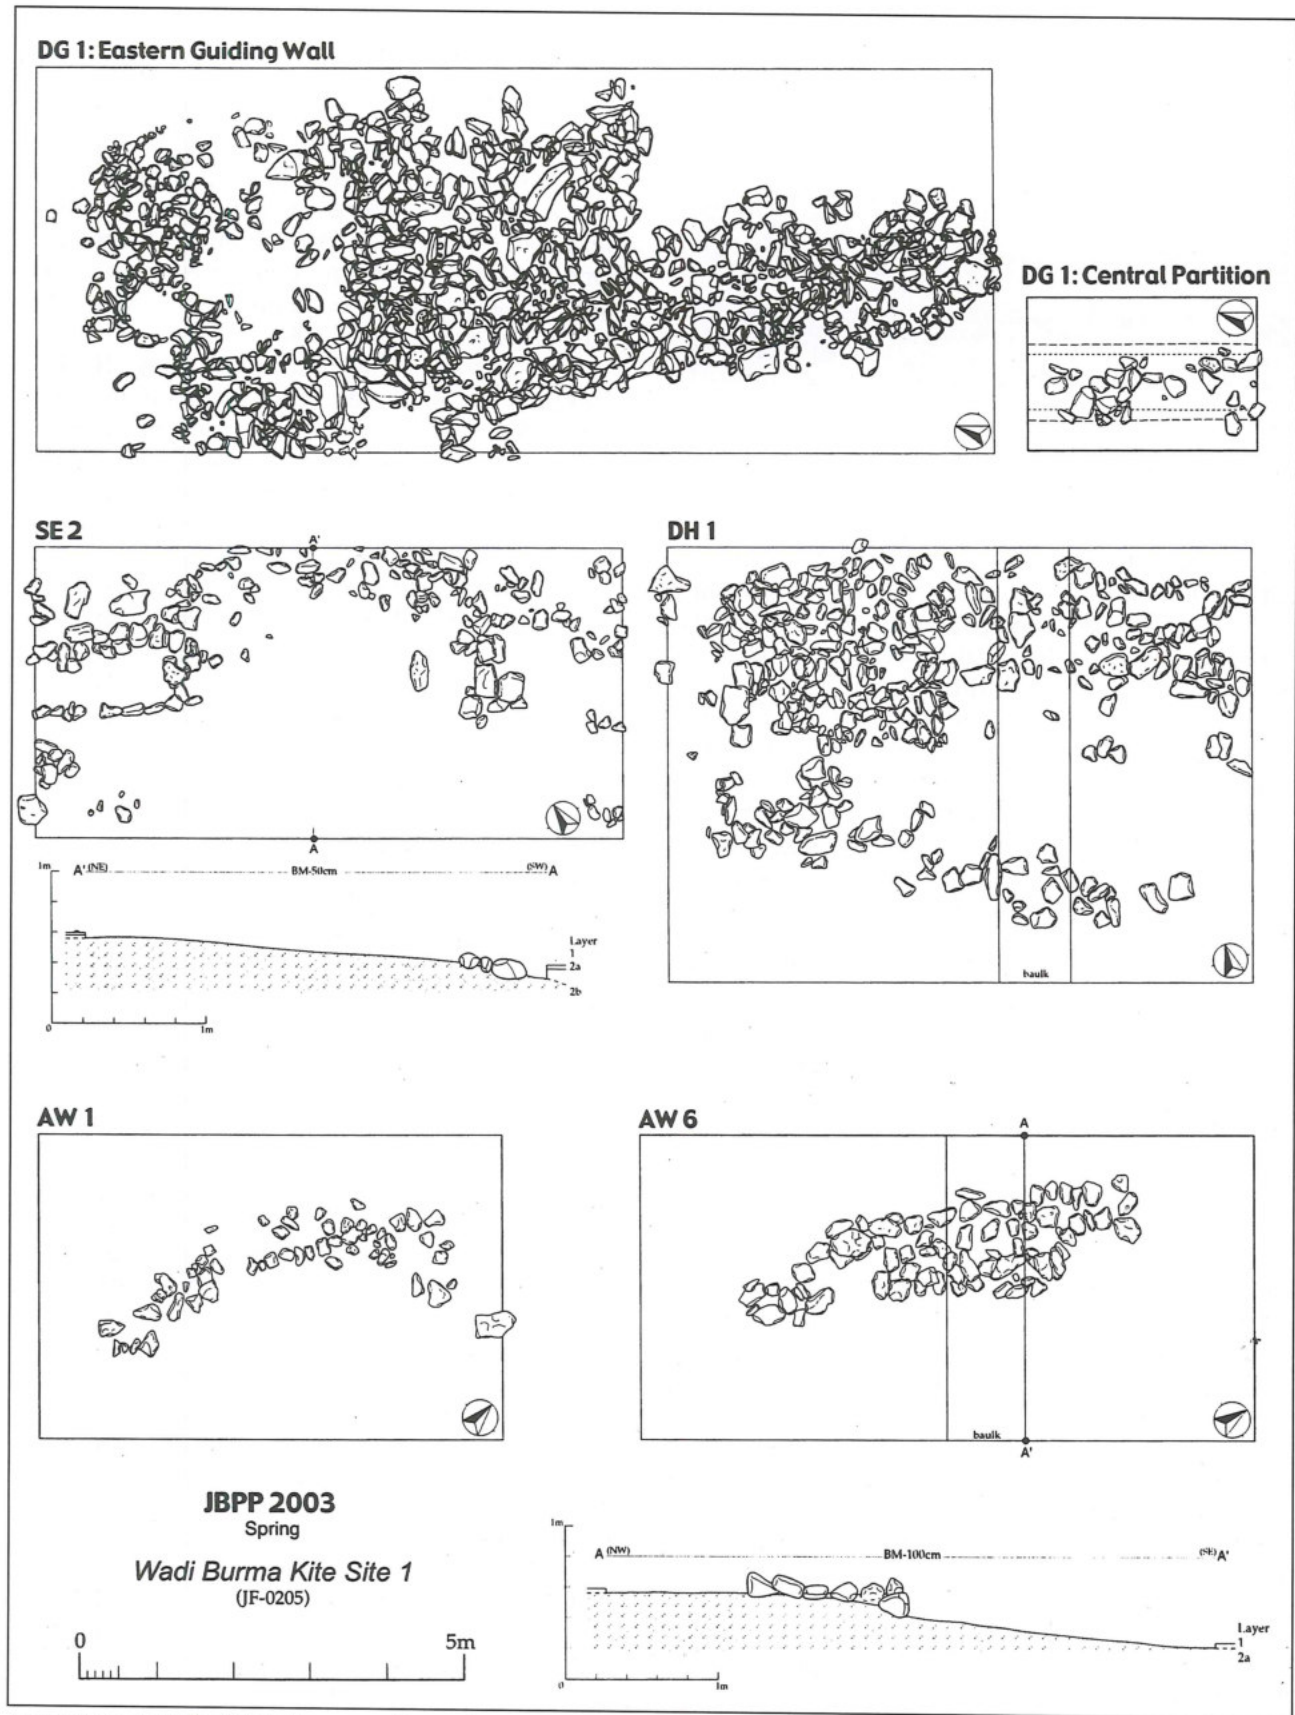 DG 1: Eastern Guiding Wall
DG 1: Central Partition
SE 2
A'
A
DH 1
baulk
1m
A' (NE)
BM-50cm
(SW) A
Layer
1
2a
2b
0
1m
AW 1
AW 6
A
baulk
A'
JBPP 2003
Spring
Wadi Burma Kite Site 1
(JF-0205)
0
5m
1m
A (NW)
BM-100cm
(SE) A'
Layer
1
2a
0
1m